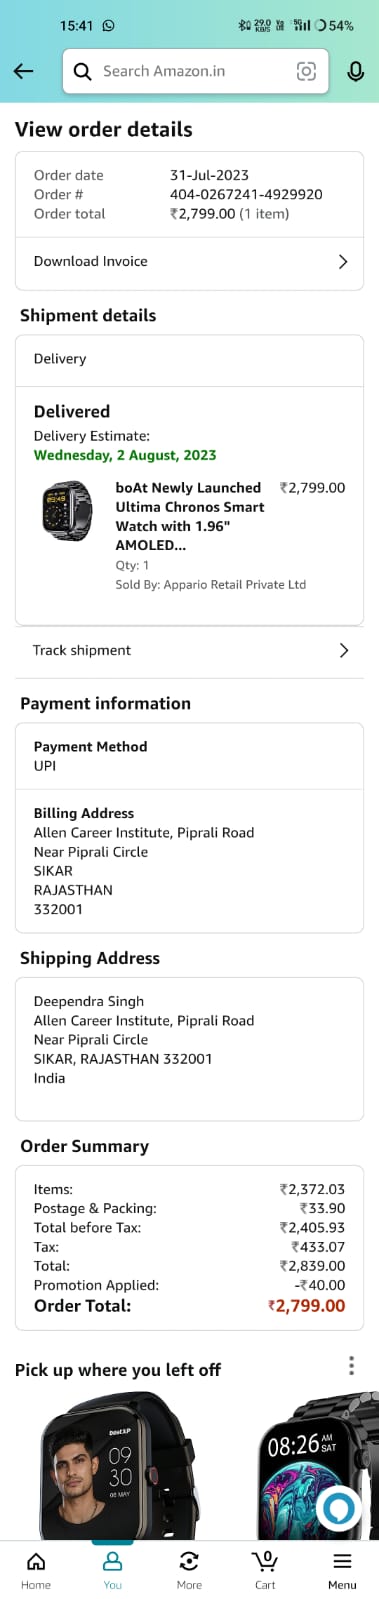 15:41
29.0
KB/S
5G
54%
Search Amazon.in
View order details
Order date 31-Jul-2023
Order # 404-0267241-4929920
Order total ₹2,799.00 (1 item)
Download Invoice
Shipment details
Delivery
Delivered
Delivery Estimate:
Wednesday, 2 August, 2023
boAt Newly Launched ₹2,799.00
Ultima Chronos Smart
Watch with 1.96"
AMOLED...
Qty: 1
Sold By: Appario Retail Private Ltd
Track shipment
Payment information
Payment Method
UPI
Billing Address
Allen Career Institute, Piprali Road
Near Piprali Circle
SIKAR
RAJASTHAN
332001
Shipping Address
Deependra Singh
Allen Career Institute, Piprali Road
Near Piprali Circle
SIKAR, RAJASTHAN 332001
India
Order Summary
Items: ₹2,372.03
Postage & Packing: ₹33.90
Total before Tax: ₹2,405.93
Tax: ₹433.07
Total: ₹2,839.00
Promotion Applied: -₹40.00
Order Total: ₹2,799.00
Pick up where you left off
09
30
06 MAY
08:26 AM
SAT
0
Home You More Cart Menu